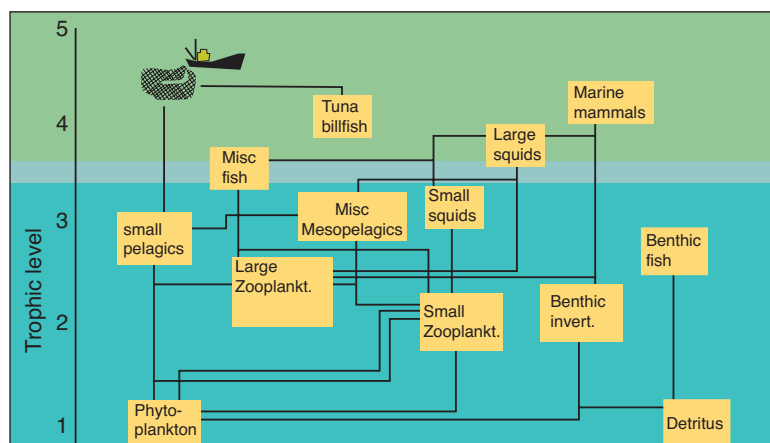 5
4
3
2
1
Trophic level
Tuna
billfish
Marine
mammals
Large
squids
Misc
fish
Small
squids
Misc
Mesopelagics
small
pelagics
Large
Zooplankt.
Benthic
fish
Small
Zooplankt.
Benthic
invert.
Phyto-
plankton
Detritus